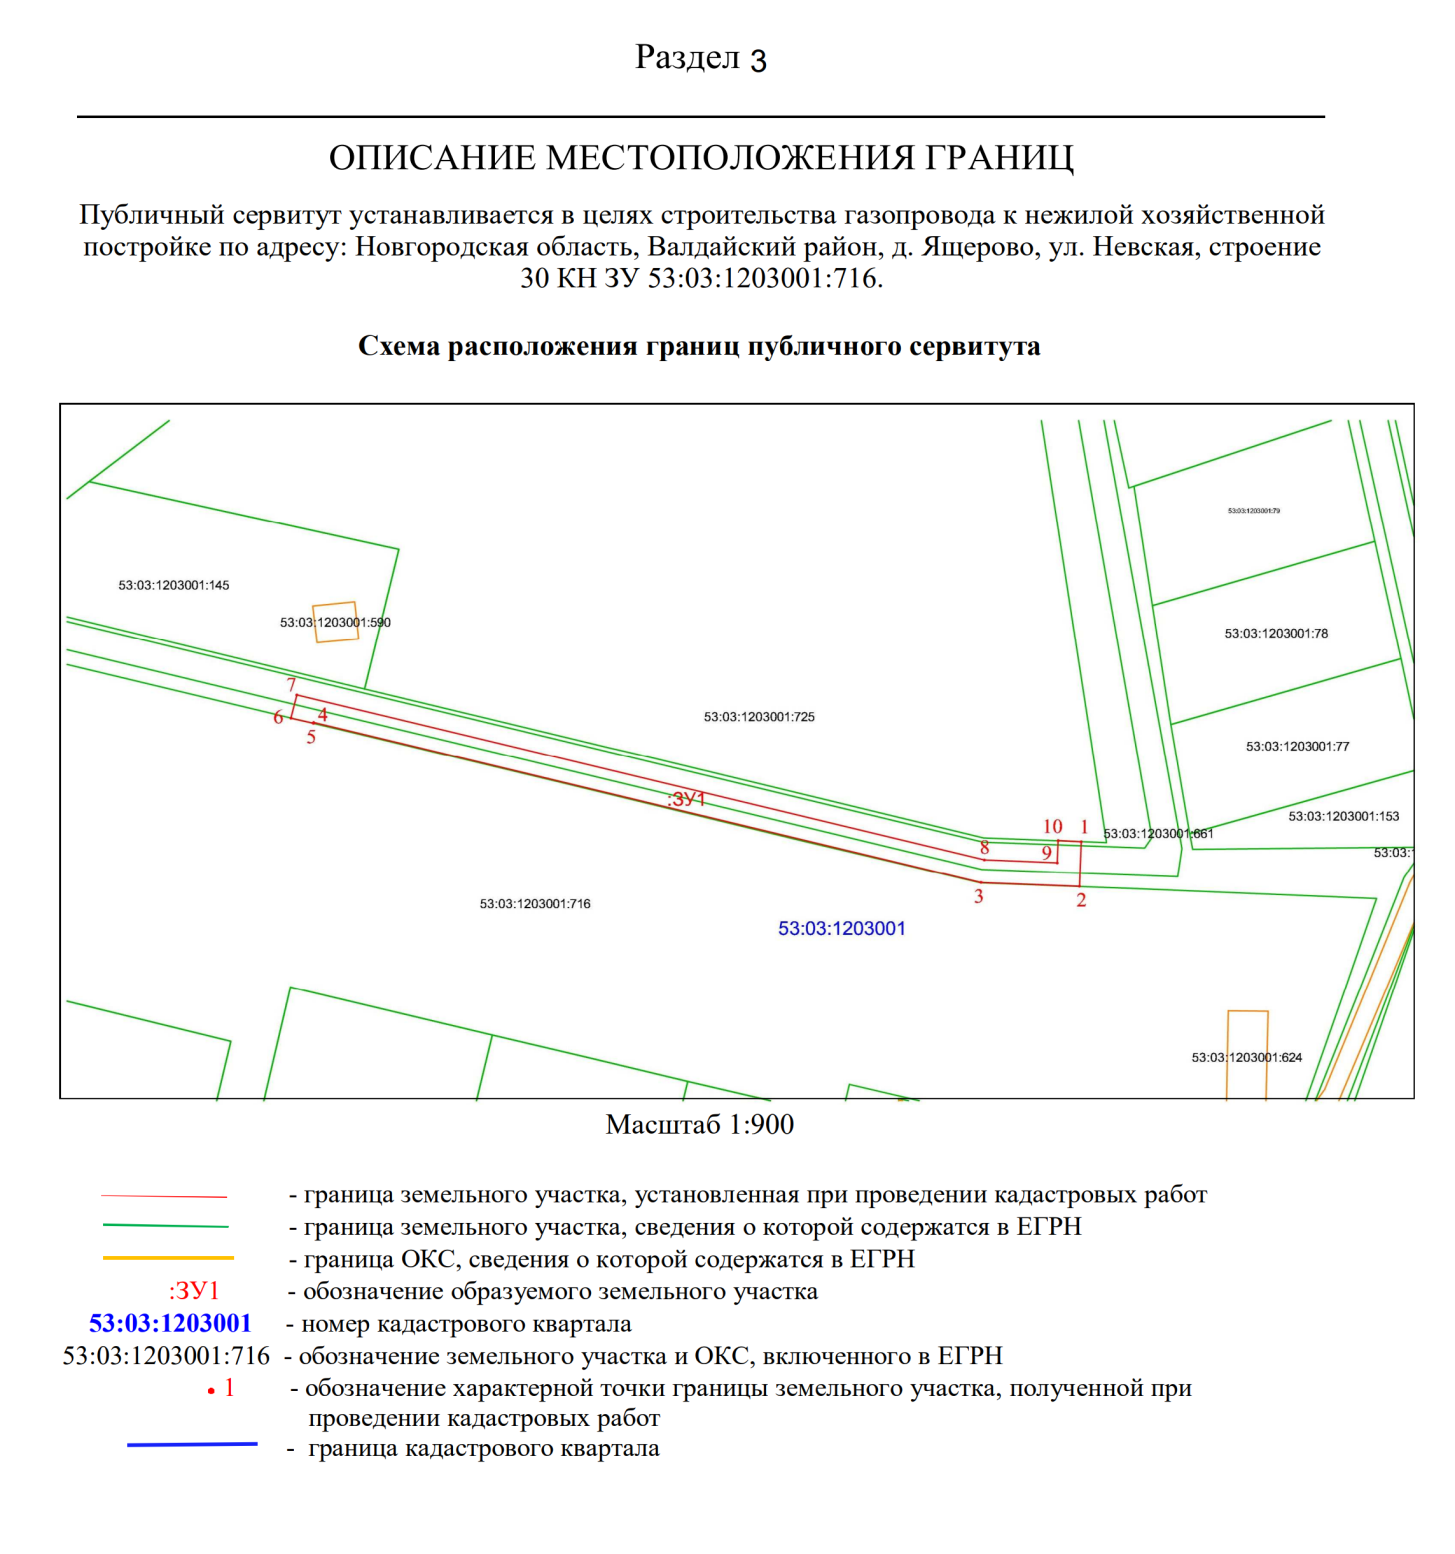 Раздел 3
ОПИСАНИЕ МЕСТОПОЛОЖЕНИЯ ГРАНИЦ
Публичный сервитут устанавливается в целях строительства газопровода к нежилой хозяйственной
постройке по адресу: Новгородская область, Валдайский район, д. Ящерово, ул. Невская, строение
30 КН ЗУ 53:03:1203001:716.
Схема расположения границ публичного сервитута
53:03:1203001:79
53:03:1203001:145
53:03:1203001:590
53:03:1203001:78
7
6
4
5
53:03:1203001:725
53:03:1203001:77
:ЗУ1
53:03:1203001:153
10
1
53:03:1203001:661
8
9
53:03:1
3
2
53:03:1203001:716
53:03:1203001
53:03:1203001:624
Масштаб 1:900
- граница земельного участка, установленная при проведении кадастровых работ
- граница земельного участка, сведения о которой содержатся в ЕГРН
- граница ОКС, сведения о которой содержатся в ЕГРН
:ЗУ1 - обозначение образуемого земельного участка
53:03:1203001 - номер кадастрового квартала
53:03:1203001:716 - обозначение земельного участка и ОКС, включенного в ЕГРН
1 - обозначение характерной точки границы земельного участка, полученной при
проведении кадастровых работ
- граница кадастрового квартала